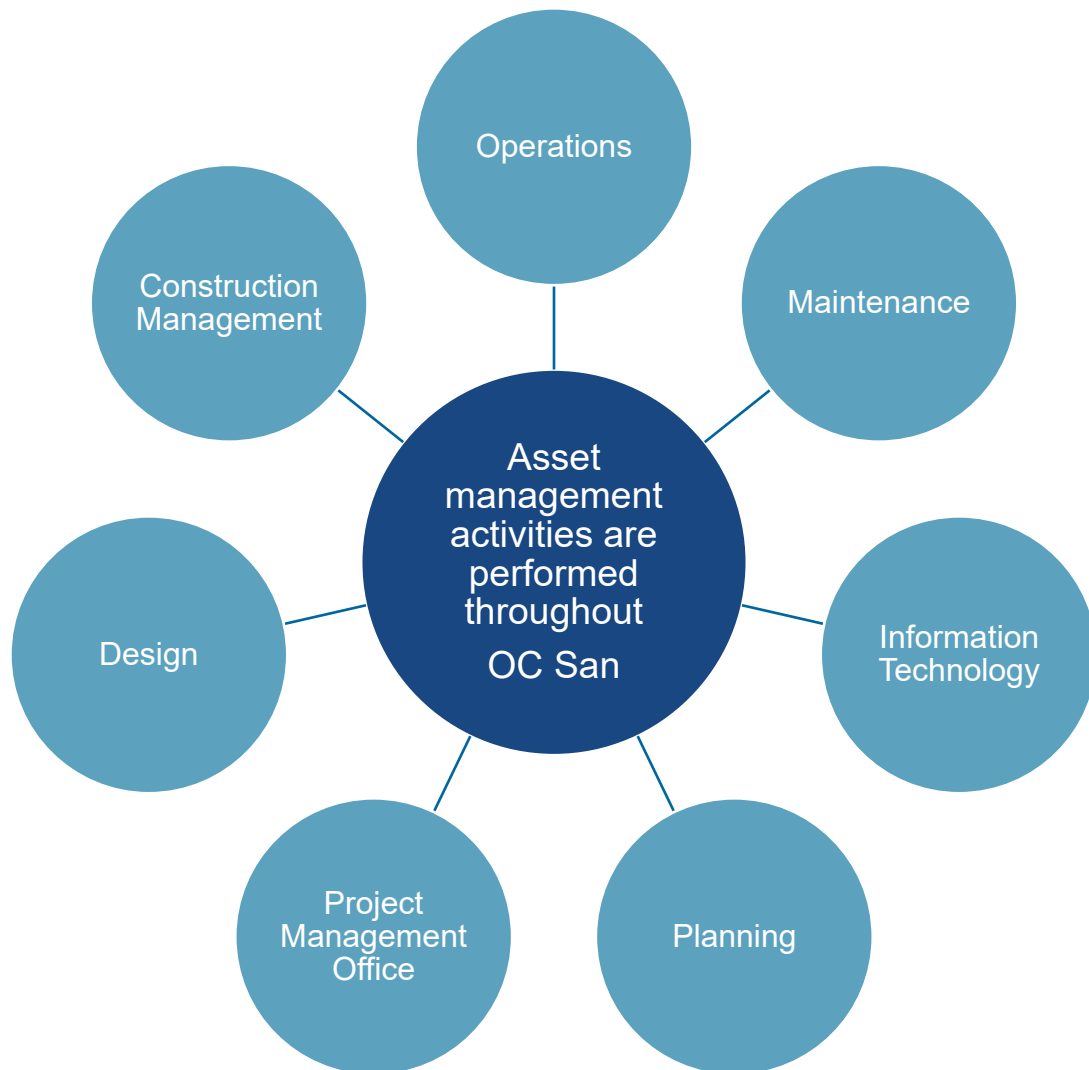 Operations
Construction
Management
Maintenance
Asset
management
activities are
performed
throughout
OC San
Design
Information
Technology
Project
Management
Office
Planning